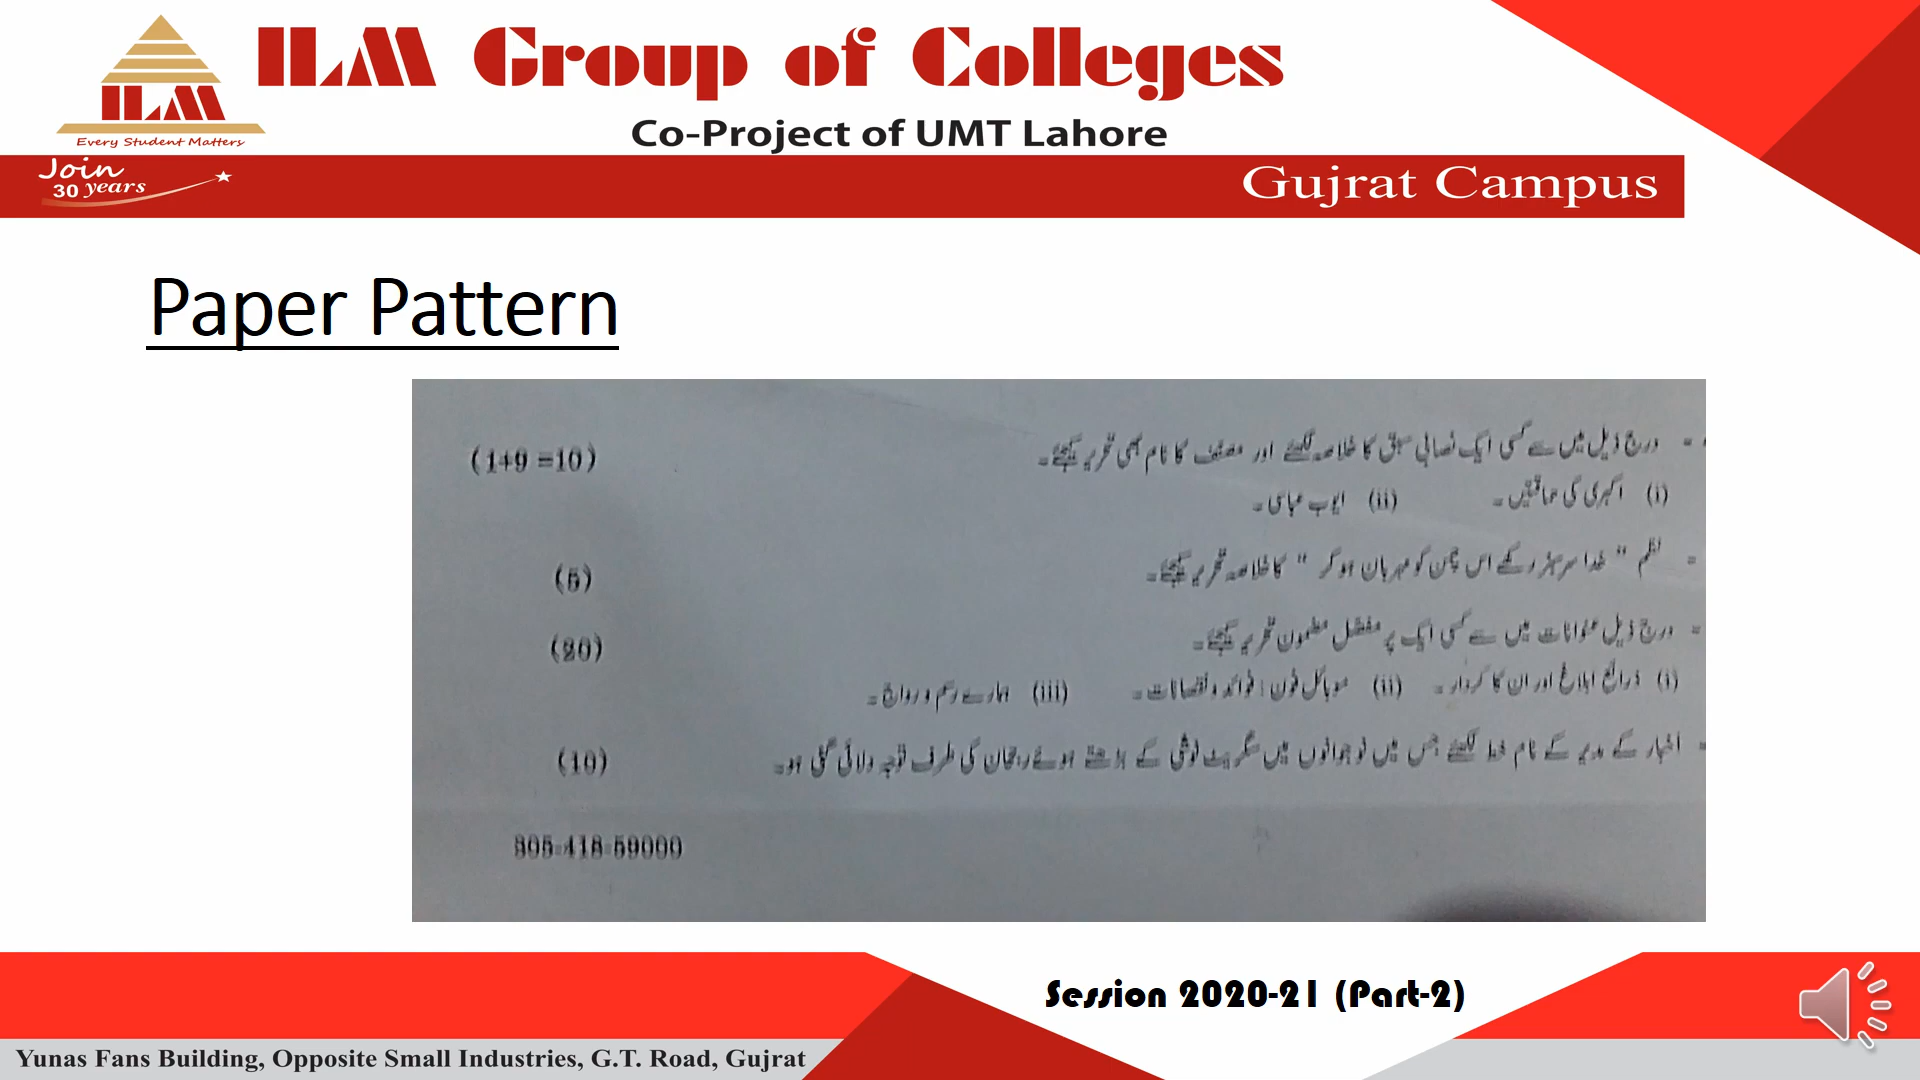 ILM Group of Colleges
ILM
Every Student Matters
Co-Project of UMT Lahore
Join
30 years
Gujrat Campus
Paper Pattern
درج ذیل میں سے کسی ایک نصابی سبق کا خلاصہ لکھئے اور مصنف کا نام بھی تحریر کیجئے۔ (1+9 =10)
(i) اکبری کی حماقتیں۔ (ii) ایوب عباسی۔
نظم " خدا سرسبز رکھے اس چمن کو مہربان ہو کر " کا خلاصہ تحریر کیجئے۔ (5)
درج ذیل عنوانات میں سے کسی ایک پر مفصل مضمون تحریر کیجئے۔ (20)
(i) ذرائع ابلاغ اور ان کا کردار۔ (ii) موبائل فون : فوائد و نقصانات۔ (iii) ہمارے رسم و رواج۔
اخبار کے مدیر کے نام خط لکھئے جس میں نوجوانوں میں سگریٹ نوشی کے بڑھتے ہوئے رجحان کی طرف توجہ دلائی گئی ہو۔ (10)
305-418-59000
Session 2020-21 (Part-2)
Yunas Fans Building, Opposite Small Industries, G.T. Road, Gujrat